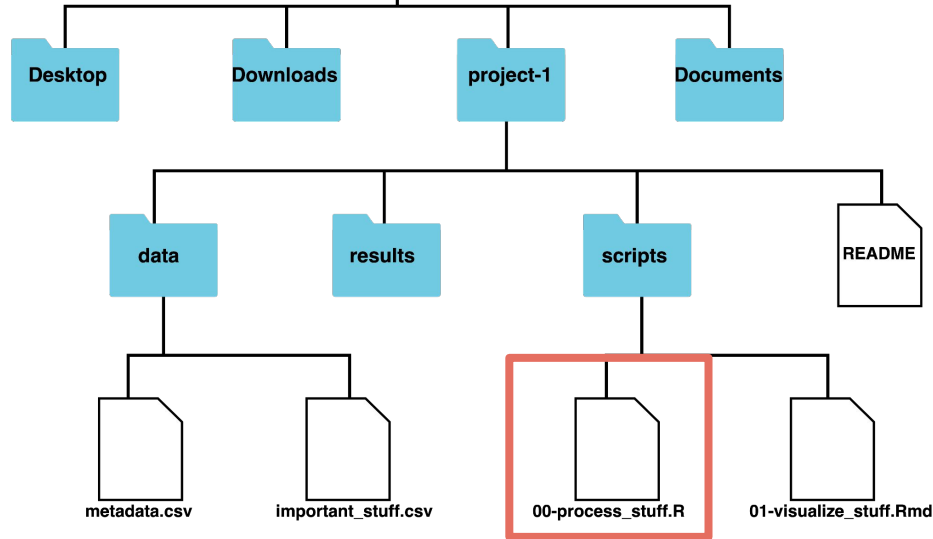 Desktop
Downloads
project-1
Documents
data
results
scripts
README
metadata.csv
important_stuff.csv
00-process_stuff.R
01-visualize_stuff.Rmd